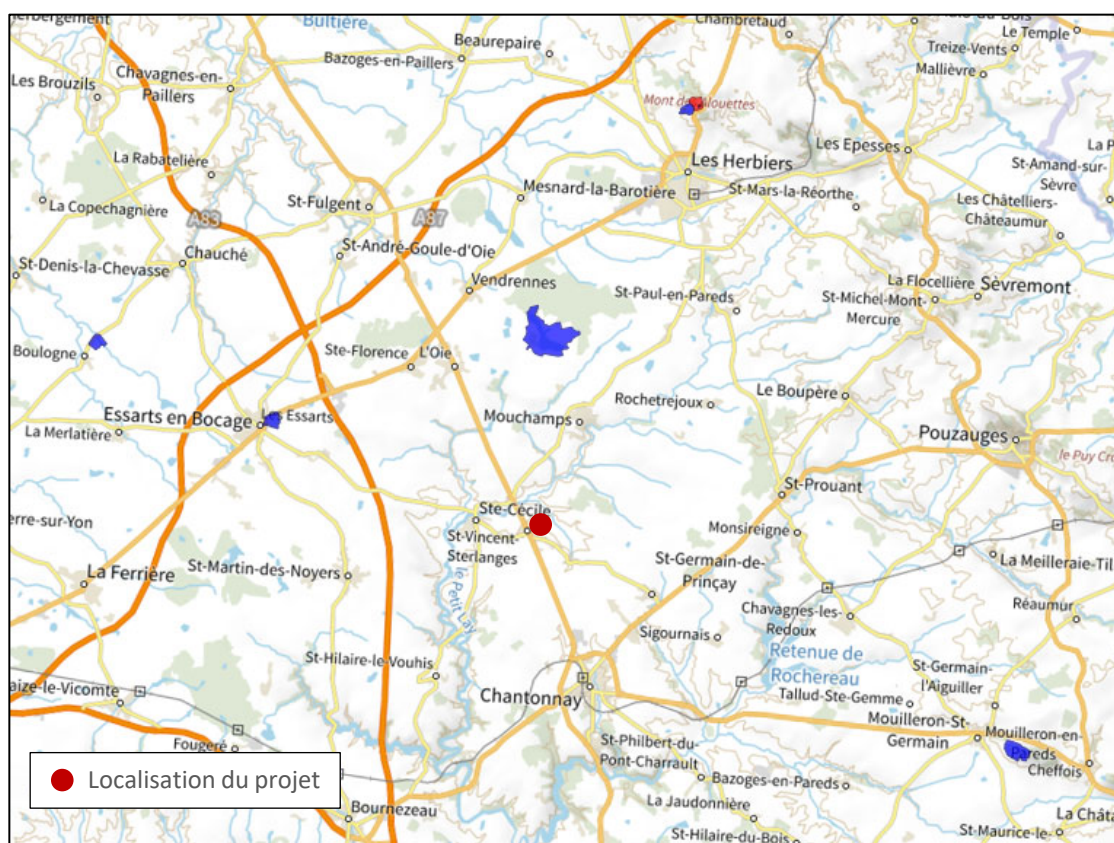 Herbergement
Bultière
Chambretaud
Le Temple
Beaurepaire
Treize-Vents
Bazoges-en-Paillers
Mallièvre
Les Brouzils
Chavagnes-en-
Paillers
Mont des Alouettes
La Rabatelière
Les Herbiers
Les Epesses
St-Amand-sur-
Sèvre
La Copechagnière
St-Fulgent
Mesnard-la-Barotière
St-Mars-la-Réorthe
Les Châtelliers-
Châteaumur
A83
A87
Chauché
St-André-Goule-d'Oie
St-Denis-la-Chevasse
Vendrennes
St-Paul-en-Pareds
La Flocellière
Sèvremont
St-Michel-Mont-
Mercure
Boulogne
Ste-Florence
L'Oie
Le Boupère
Rochetrejoux
Essarts en Bocage
Les Essarts
Mouchamps
La Merlatière
Pouzauges
le Puy Cro
St-Prouant
Ste-Cécile
St-Vincent-
Sterlanges
Monsireigne
erre-sur-Yon
La Ferrière
St-Martin-des-Noyers
le Petit Lay
St-Germain-de-
Prinçay
La Meilleraie-Til
Réaumur
Chavagnes-les-
Redoux
Sigournais
Retenue de
Rochereau
St-Hilaire-le-Vouhis
St-Germain-
l'Aiguiller
aize-le-Vicomte
Chantonnay
Tallud-Ste-Gemme
Mouilleron-St-
Germain
Mouilleron-en-
Pareds
Cheffois
Fougeré
St-Philbert-du-
Pont-Charrault
Bazoges-en-Pareds
Localisation du projet
Bournezeau
La Jaudonnière
La Châta
St-Hilaire-du-Bois
St-Maurice-le-